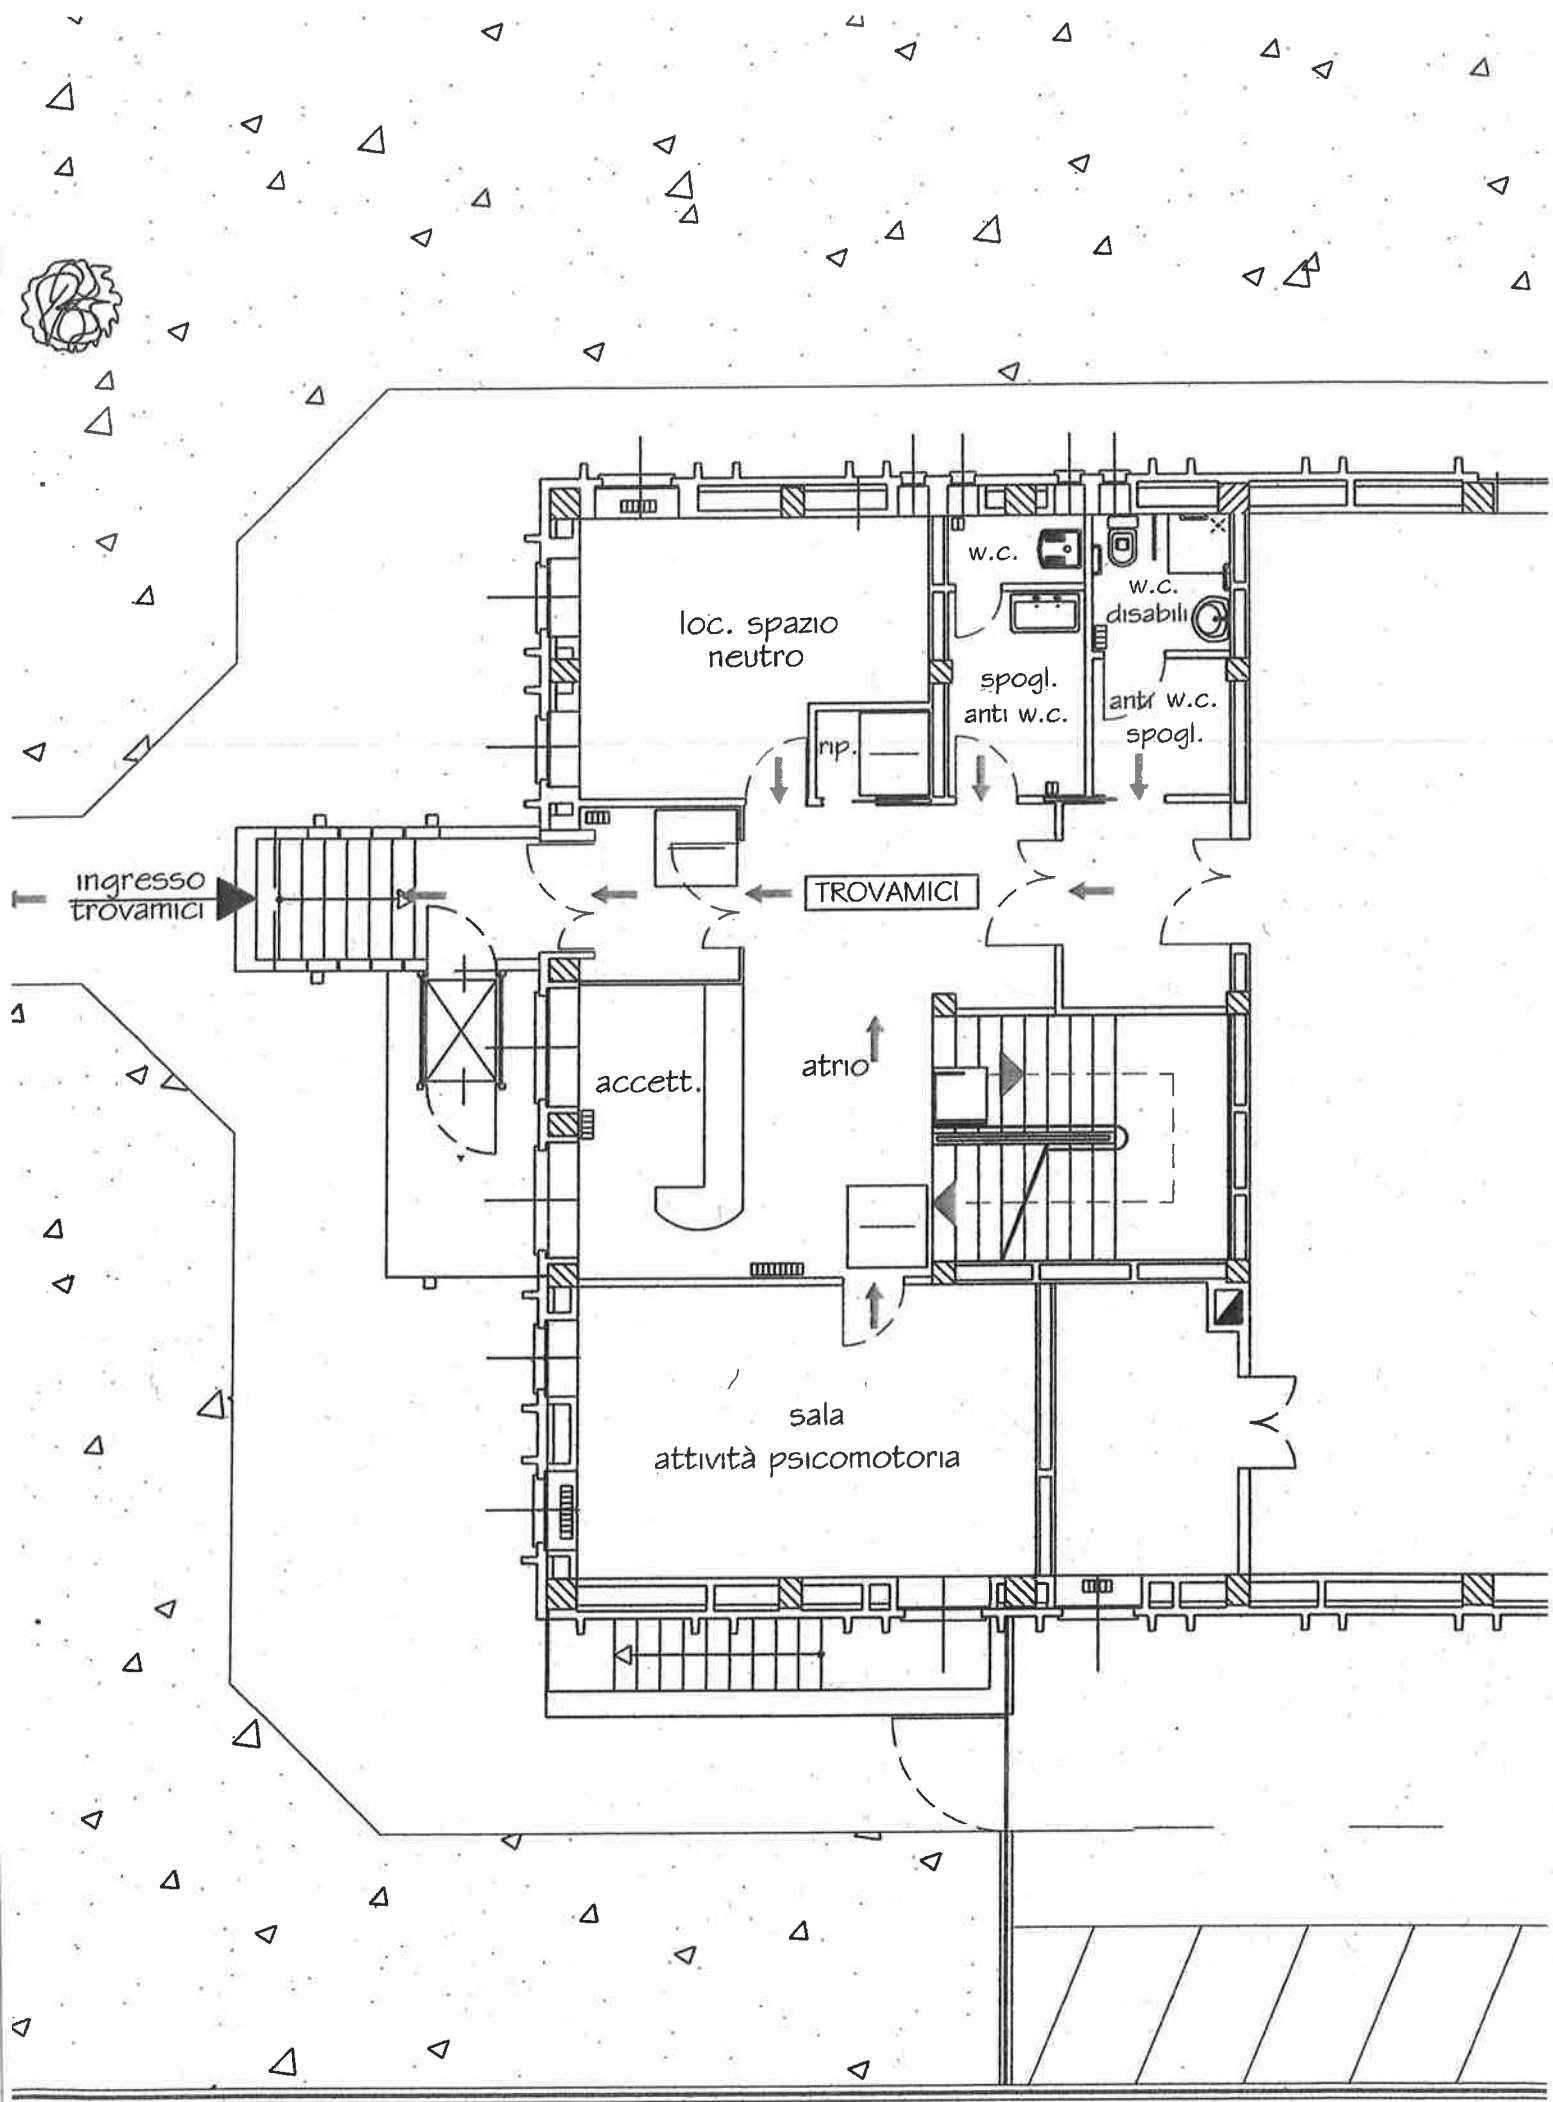 w.c.
w.c.
disabili
loc. spazio
neutro
spogl.
anti w.c.
anti w.c.
spogl.
rip.
ingresso
trovamici
TROVAMICI
accett.
atrio
sala
attività psicomotoria